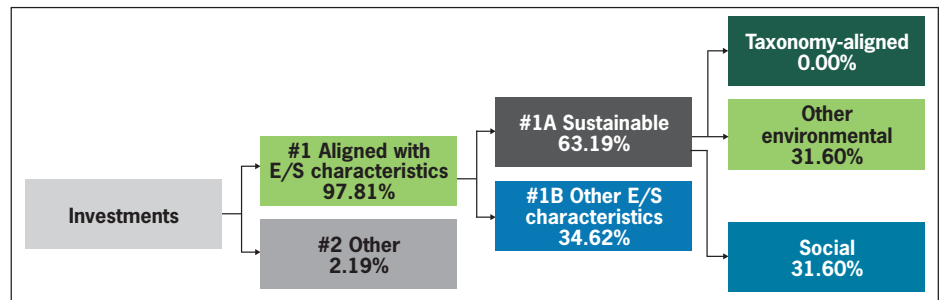 Investments
#1 Aligned with
E/S characteristics
97.81%
#2 Other
2.19%
#1A Sustainable
63.19%
#1B Other E/S
characteristics
34.62%
Taxonomy-aligned
0.00%
Other
environmental
31.60%
Social
31.60%